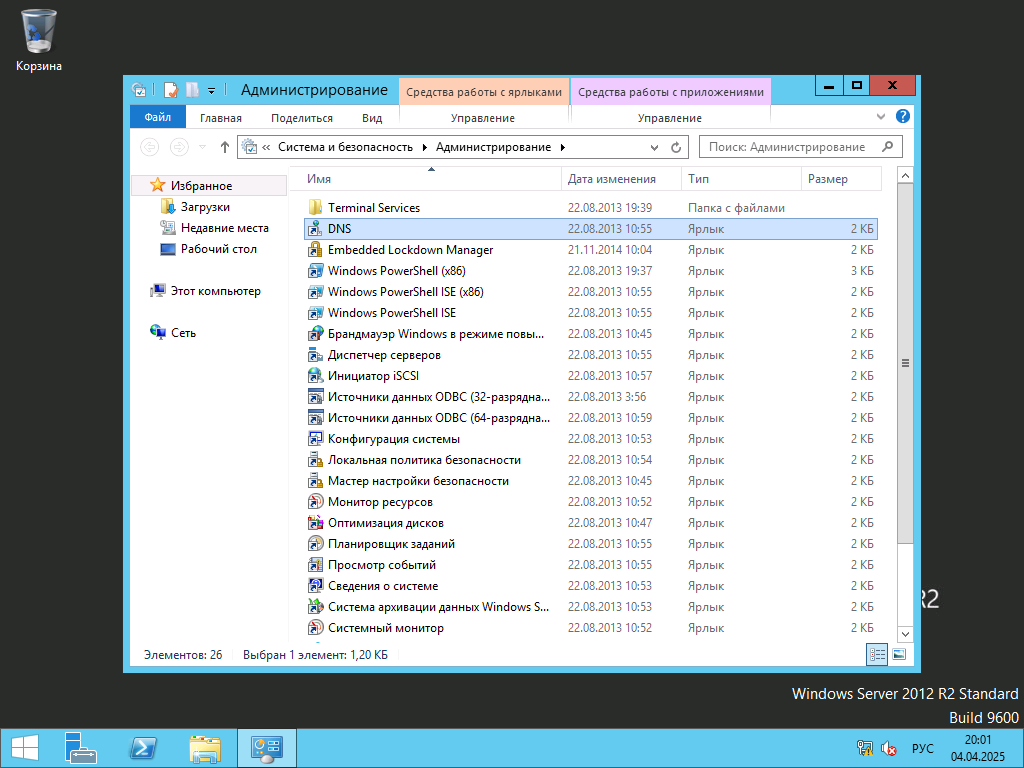 Корзина
Администрирование
Средства работы с ярлыками
Средства работы с приложениями
Файл
Главная
Поделиться
Вид
Управление
Управление
« Система и безопасность
Администрирование
Поиск: Администрирование
Избранное
Загрузки
Недавние места
Рабочий стол
Этот компьютер
Сеть
Имя Дата изменения Тип Размер
Terminal Services 22.08.2013 19:39 Папка с файлами
DNS 22.08.2013 10:55 Ярлык 2 КБ
Embedded Lockdown Manager 21.11.2014 10:04 Ярлык 2 КБ
Windows PowerShell (x86) 22.08.2013 19:37 Ярлык 3 КБ
Windows PowerShell ISE (x86) 22.08.2013 10:55 Ярлык 2 КБ
Windows PowerShell ISE 22.08.2013 10:55 Ярлык 2 КБ
Брандмауэр Windows в режиме повы... 22.08.2013 10:45 Ярлык 2 КБ
Диспетчер серверов 22.08.2013 10:55 Ярлык 2 КБ
Инициатор iSCSI 22.08.2013 10:57 Ярлык 2 КБ
Источники данных ODBC (32-разрядна... 22.08.2013 3:56 Ярлык 2 КБ
Источники данных ODBC (64-разрядна... 22.08.2013 10:59 Ярлык 2 КБ
Конфигурация системы 22.08.2013 10:53 Ярлык 2 КБ
Локальная политика безопасности 22.08.2013 10:54 Ярлык 2 КБ
Мастер настройки безопасности 22.08.2013 10:45 Ярлык 2 КБ
Монитор ресурсов 22.08.2013 10:52 Ярлык 2 КБ
Оптимизация дисков 22.08.2013 10:47 Ярлык 2 КБ
Планировщик заданий 22.08.2013 10:55 Ярлык 2 КБ
Просмотр событий 22.08.2013 10:55 Ярлык 2 КБ
Сведения о системе 22.08.2013 10:53 Ярлык 2 КБ
Система архивации данных Windows S... 22.08.2013 10:53 Ярлык 2 КБ
Системный монитор 22.08.2013 10:52 Ярлык 2 КБ
Элементов: 26 Выбран 1 элемент: 1,20 КБ
R2
Windows Server 2012 R2 Standard
Build 9600
РУС
20:01
04.04.2025